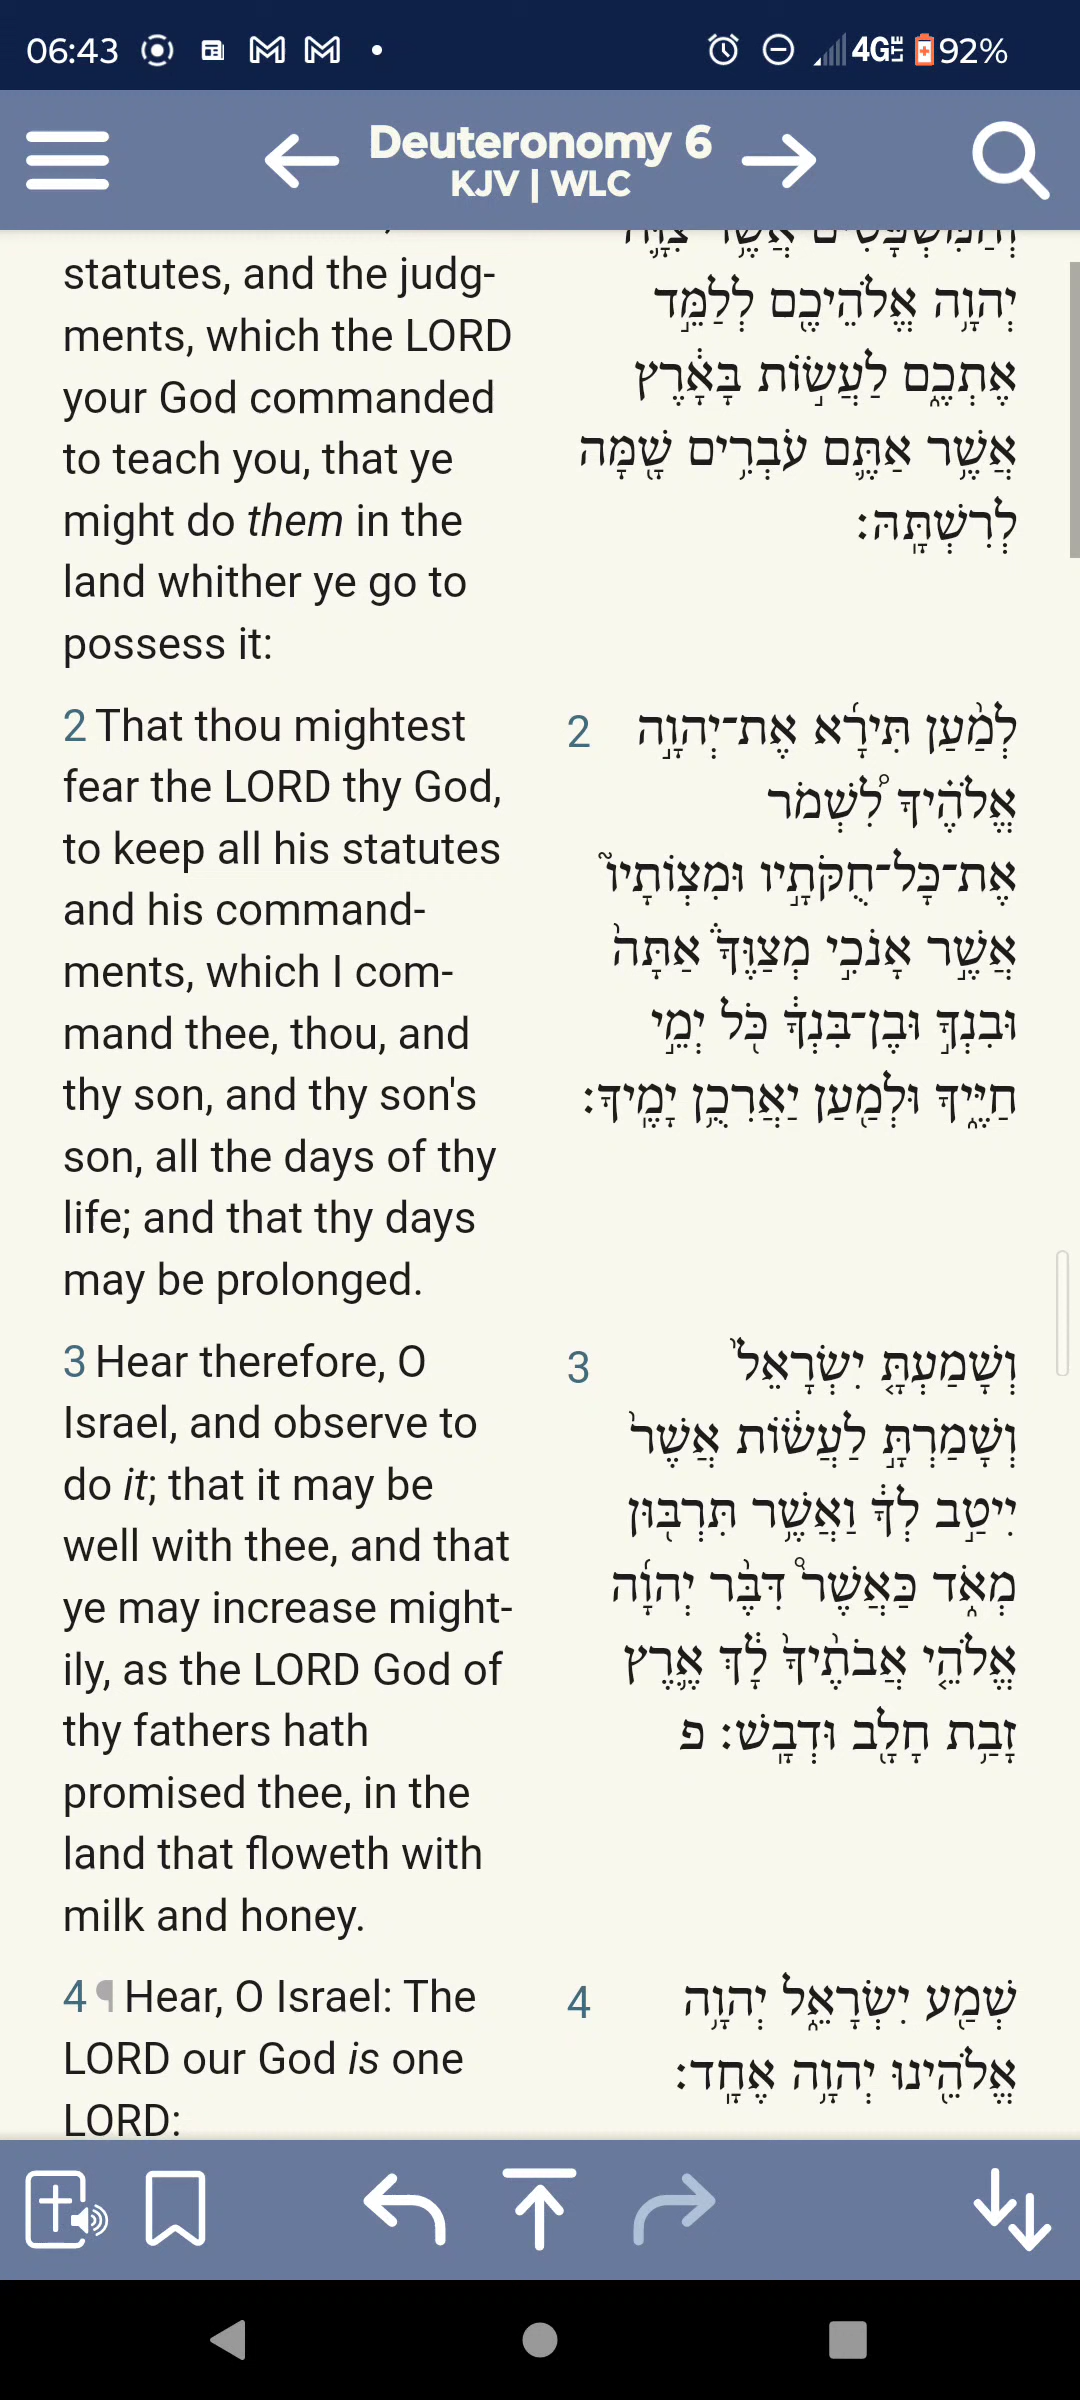 06:43
4G LTE 92%
Deuteronomy 6
KJV | WLC
statutes, and the judg-
ments, which the LORD
your God commanded
to teach you, that ye
might do them in the
land whither ye go to
possess it:
וְהַמִּשְׁפָּטִ֔ים אֲשֶׁ֥ר צִוָּ֛ה
יְהוָ֥ה אֱלֹהֵיכֶ֖ם לְלַמֵּ֣ד
אֶתְכֶ֑ם לַעֲשׂ֣וֹת בָּאָ֔רֶץ
אֲשֶׁ֥ר אַתֶּ֛ם עֹבְרִ֥ים שָׁ֖מָּה
לְרִשְׁתָּֽהּ׃
2 That thou mightest
fear the LORD thy God,
to keep all his statutes
and his command-
ments, which I com-
mand thee, thou, and
thy son, and thy son's
son, all the days of thy
life; and that thy days
may be prolonged.
2 לְמַ֨עַן תִּירָ֜א אֶת־יְהוָ֣ה
אֱלֹהֶ֗יךָ לִ֠שְׁמֹר
אֶת־כָּל־חֻקֹּתָ֣יו וּמִצְוֺתָיו֮
אֲשֶׁ֣ר אָנֹכִ֣י מְצַוֶּךָ֒ אַתָּה֙
וּבִנְךָ֣ וּבֶן־בִּנְךָ֔ כֹּ֖ל יְמֵ֣י
חַיֶּ֑יךָ וּלְמַ֖עַן יַאֲרִכֻ֥ן יָמֶֽיךָ׃
3 Hear therefore, O
Israel, and observe to
do it; that it may be
well with thee, and that
ye may increase might-
ily, as the LORD God of
thy fathers hath
promised thee, in the
land that floweth with
milk and honey.
3 וְשָׁמַעְתָּ֤ יִשְׂרָאֵל֙
וְשָׁמַרְתָּ֣ לַעֲשׂ֔וֹת אֲשֶׁר֙
יִיטַ֣ב לְךָ֔ וַאֲשֶׁ֥ר תִּרְבּ֖וּן
מְאֹ֑ד כַּאֲשֶׁר֩ דִּבֶּ֨ר יְהוָ֜ה
אֱלֹהֵ֤י אֲבֹתֶ֙יךָ֙ לָ֔ךְ אֶ֛רֶץ
זָבַ֥ת חָלָ֖ב וּדְבָֽשׁ׃ פ
4 ¶ Hear, O Israel: The
LORD our God is one
LORD:
4 שְׁמַ֖ע יִשְׂרָאֵ֑ל יְהוָ֥ה
אֱלֹהֵ֖ינוּ יְהוָ֥ה אֶחָֽד׃